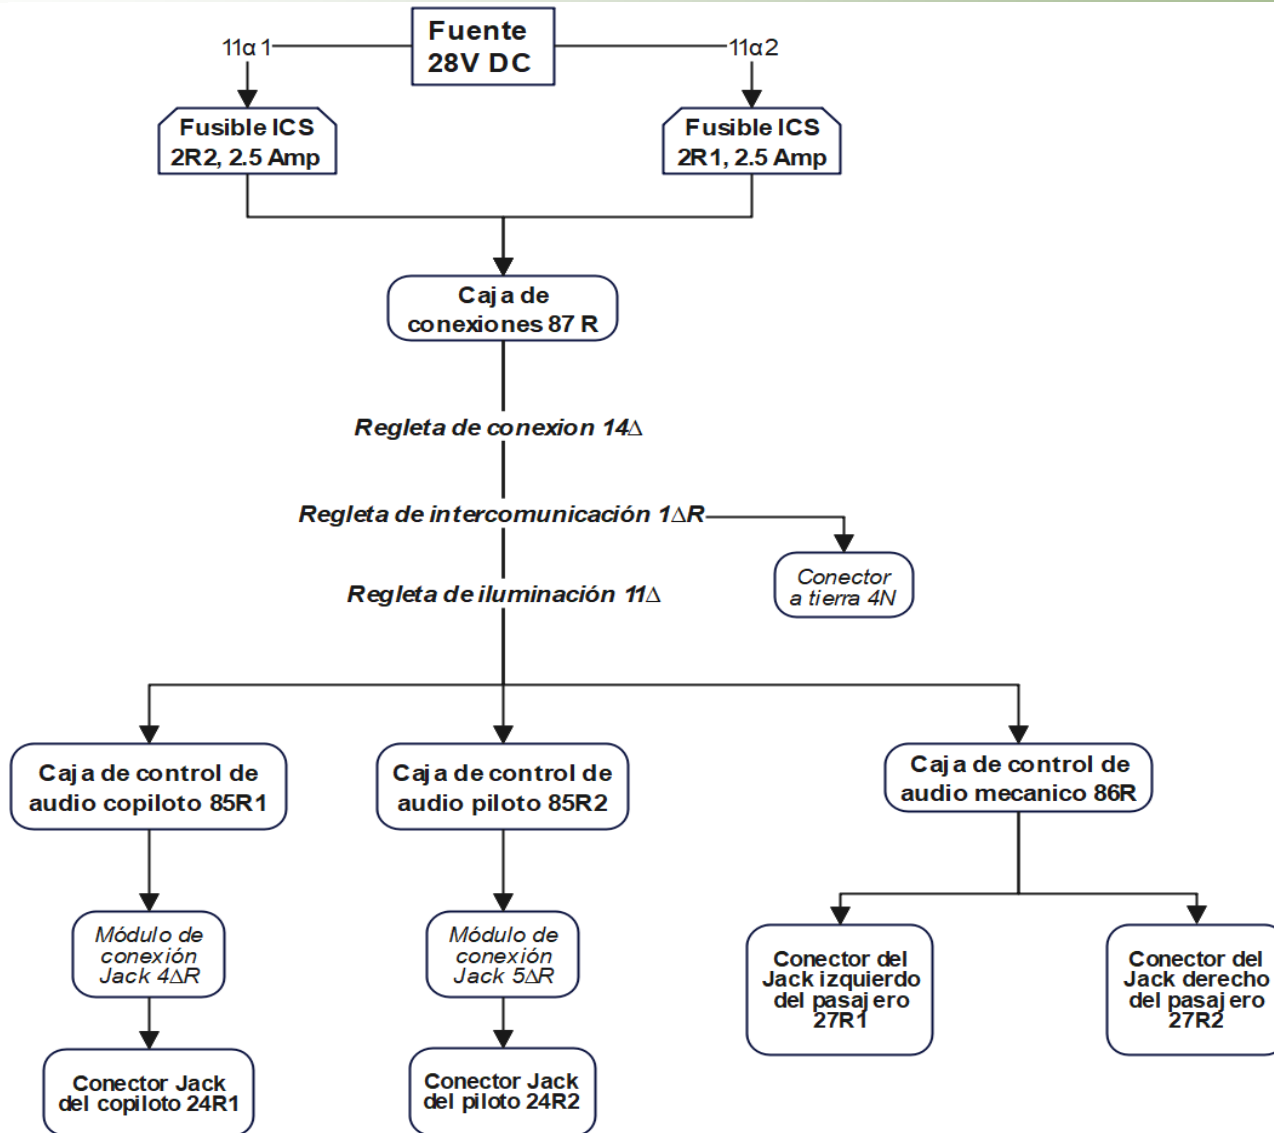 Fuente
28V DC
11α1
11α2
Fusible ICS
2R2, 2.5 Amp
Fusible ICS
2R1, 2.5 Amp
Caja de
conexiones 87 R
Regleta de conexion 14∆
Regleta de intercomunicación 1∆R
Regleta de iluminación 11∆
Conector
a tierra 4N
Caja de control de
audio copiloto 85R1
Caja de control de
audio piloto 85R2
Caja de control de
audio mecanico 86R
Módulo de
conexión
Jack 4∆R
Módulo de
conexión
Jack 5∆R
Conector del
Jack izquierdo
del pasajero
27R1
Conector del
Jack derecho
del pasajero
27R2
Conector Jack
del copiloto 24R1
Conector Jack
del piloto 24R2